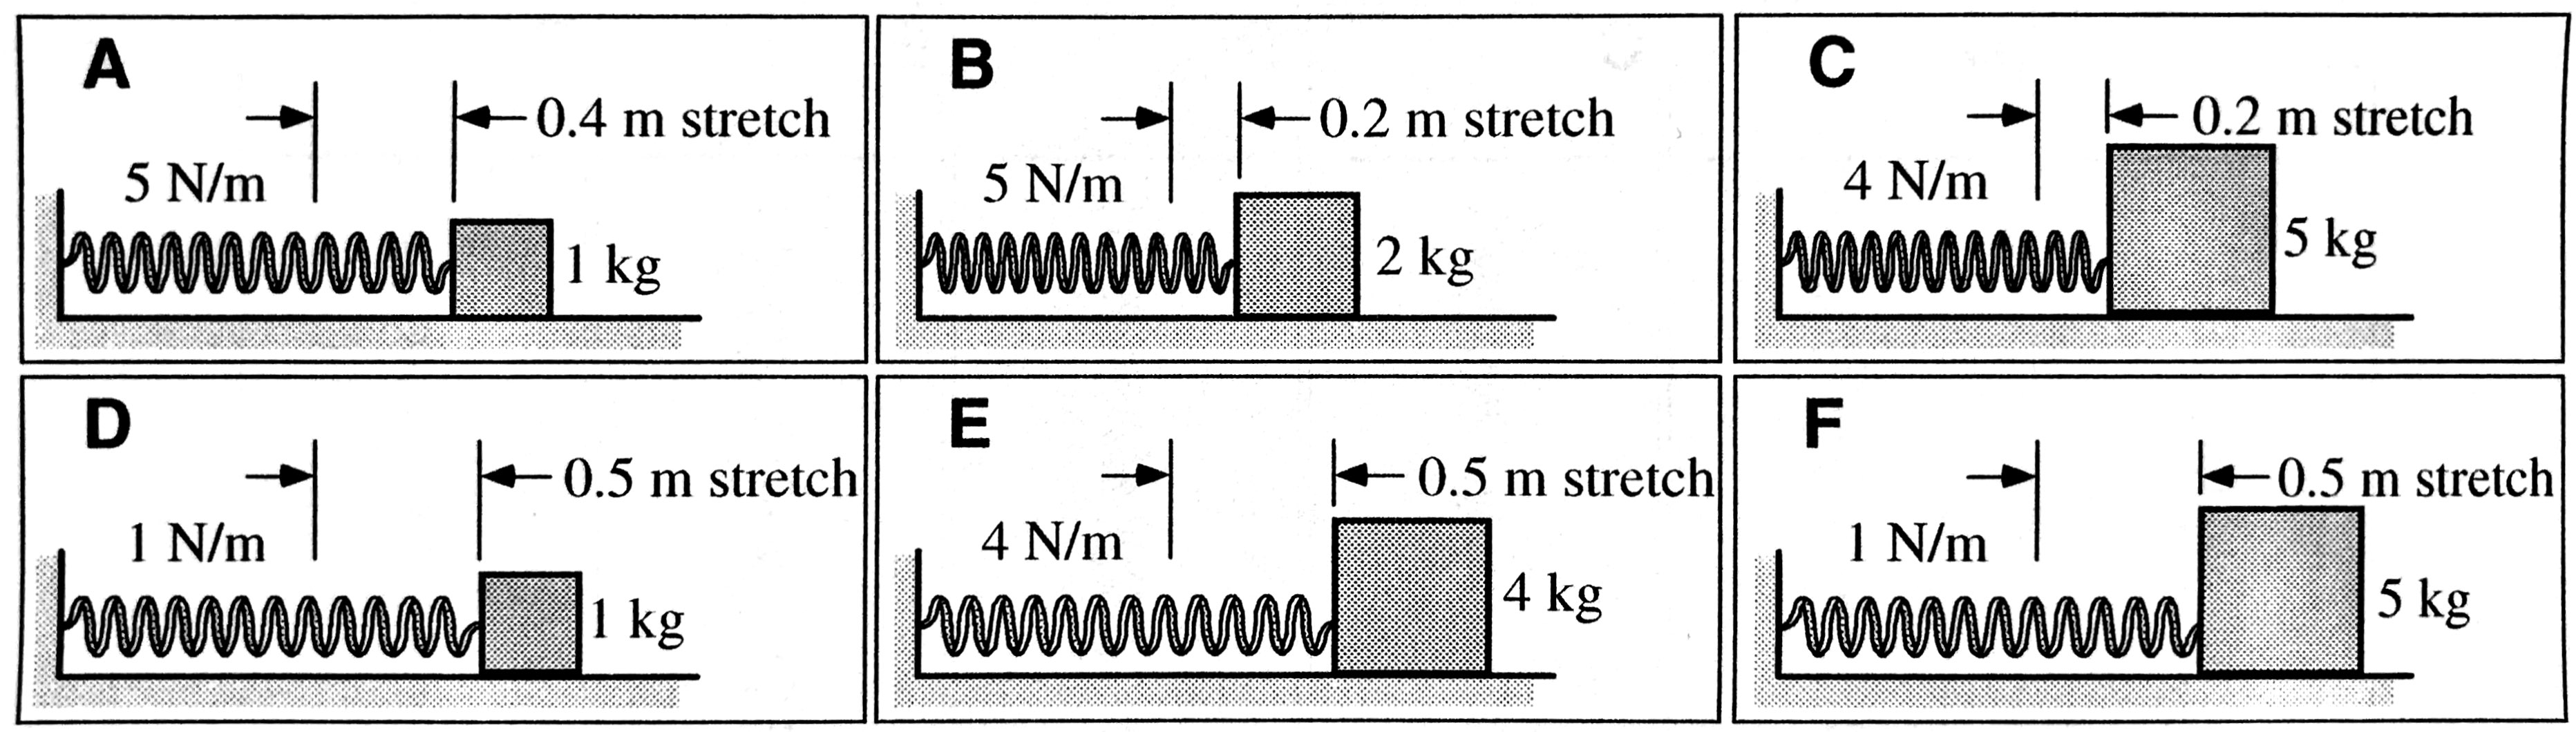 A
0.4 m stretch
5 N/m
1 kg
B
0.2 m stretch
5 N/m
2 kg
C
0.2 m stretch
4 N/m
5 kg
D
0.5 m stretch
1 N/m
1 kg
E
0.5 m stretch
4 N/m
4 kg
F
0.5 m stretch
1 N/m
5 kg